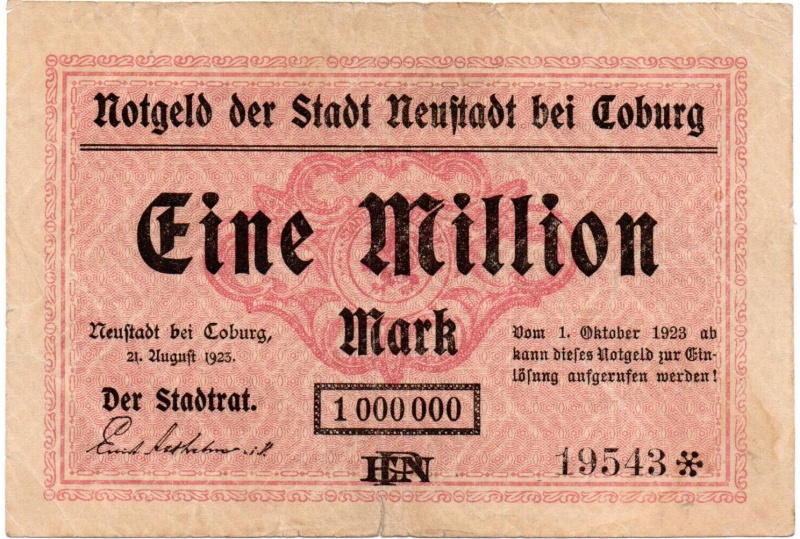 Notgeld der Stadt Neustadt bei Coburg
Eine Million
Mark
Neustadt bei Coburg,
21. August 1923.
Der Stadtrat.
Vom 1. Oktober 1923 ab
kann dieses Notgeld zur Ein-
lösung aufgerufen werden!
1 000 000
19543 *